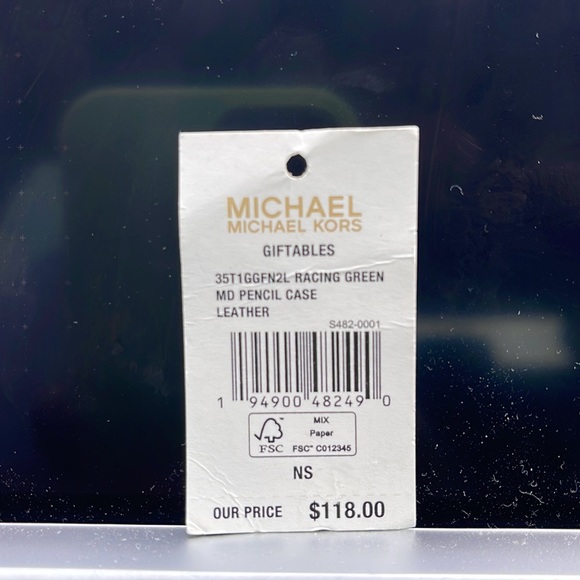 MICHAEL
MICHAEL KORS
GIFTABLES
35T1GGFN2L RACING GREEN
MD PENCIL CASE
LEATHER
S482-0001
1 94900 48249 0
FSC
MIX
Paper
FSC™ C012345
NS
OUR PRICE $118.00